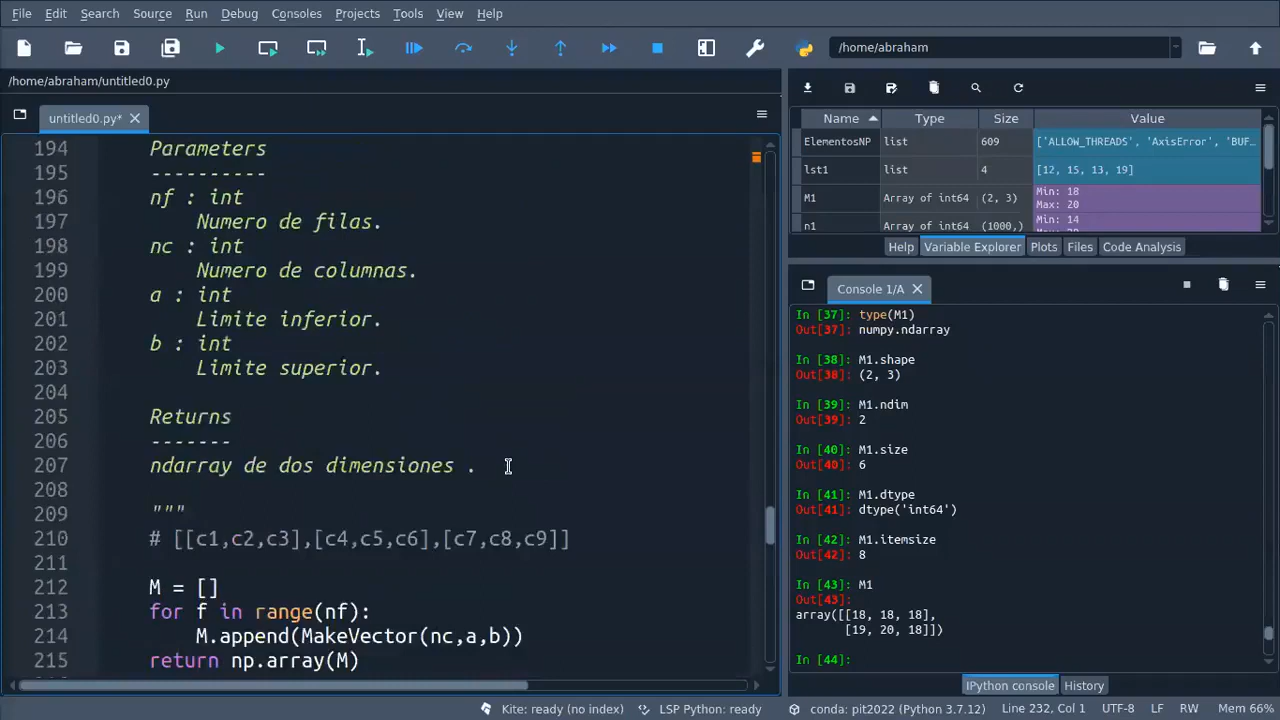 File Edit Search Source Run Debug Consoles Projects Tools View Help
/home/abraham
/home/abraham/untitled0.py
untitled0.py*
194 Parameters
195 ----------
196 nf : int
197 Numero de filas.
198 nc : int
199 Numero de columnas.
200 a : int
201 Limite inferior.
202 b : int
203 Limite superior.
204
205 Returns
206 -------
207 ndarray de dos dimensiones .
208
209 """
210 # [[c1,c2,c3],[c4,c5,c6],[c7,c8,c9]]
211
212 M = []
213 for f in range(nf):
214 M.append(MakeVector(nc,a,b))
215 return np.array(M)
Name Type Size Value
ElementosNP list 609 ['ALLOW_THREADS', 'AxisError', 'BUF…
lst1 list 4 [12, 15, 13, 19]
M1 Array of int64 (2, 3) Min: 18
Max: 20
n1 Array of int64 (1000,) Min: 14
Help Variable Explorer Plots Files Code Analysis
Console 1/A
In [37]: type(M1)
Out[37]: numpy.ndarray
In [38]: M1.shape
Out[38]: (2, 3)
In [39]: M1.ndim
Out[39]: 2
In [40]: M1.size
Out[40]: 6
In [41]: M1.dtype
Out[41]: dtype('int64')
In [42]: M1.itemsize
Out[42]: 8
In [43]: M1
Out[43]:
array([[18, 18, 18],
[19, 20, 18]])
In [44]:
IPython console History
Kite: ready (no index) LSP Python: ready conda: pit2022 (Python 3.7.12) Line 232, Col 1 UTF-8 LF RW Mem 66%